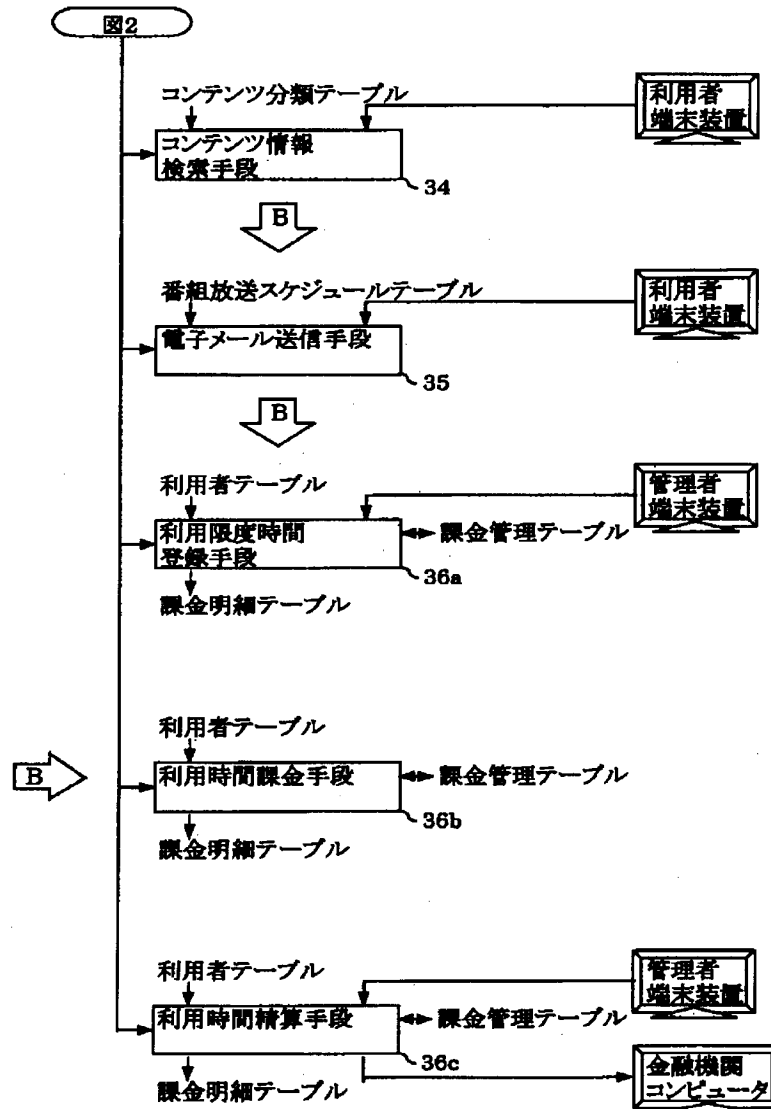 図2
コンテンツ分類テーブル
利用者
端末装置
コンテンツ情報
検索手段
34
B
番組放送スケジュールテーブル
利用者
端末装置
電子メール送信手段
35
B
利用者テーブル
管理者
端末装置
利用限度時間
登録手段
課金管理テーブル
36a
課金明細テーブル
利用者テーブル
B
利用時間課金手段
課金管理テーブル
36b
課金明細テーブル
利用者テーブル
管理者
端末装置
利用時間精算手段
課金管理テーブル
36c
課金明細テーブル
金融機関
コンピュータ